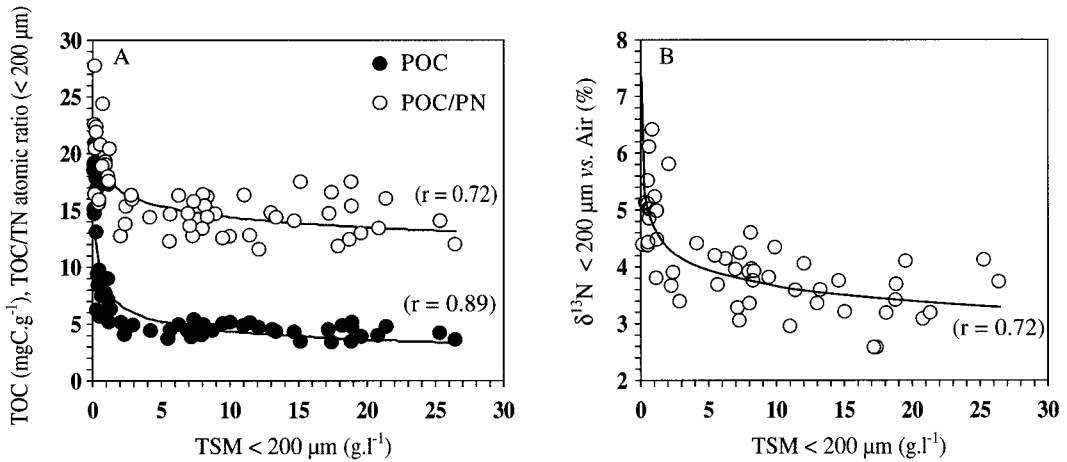 TOC (mgC.g⁻¹), TOC/TN atomic ratio (< 200 µm)
30
25
20
15
10
5
0
A
POC
POC/PN
(r = 0.72)
(r = 0.89)
0 5 10 15 20 25 30
TSM < 200 µm (g.l⁻¹)
δ¹³N < 200 µm vs. Air (%)
8
7
6
5
4
3
2
B
(r = 0.72)
0 5 10 15 20 25 30
TSM < 200 µm (g.l⁻¹)